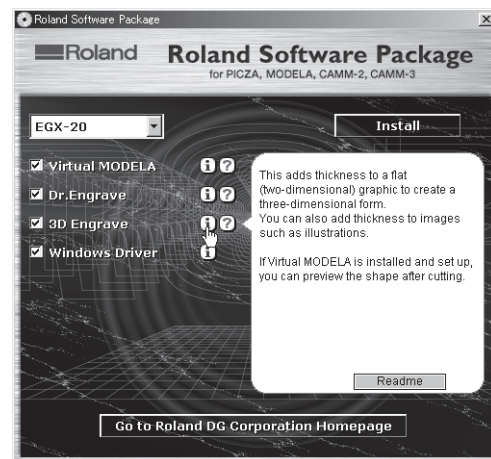 Roland Software Package
Roland
Roland Software Package
for PICZA, MODELA, CAMM-2, CAMM-3
EGX-20
Install
Virtual MODELA
Dr.Engrave
3D Engrave
Windows Driver
This adds thickness to a flat
(two-dimensional) graphic to create a
three-dimensional form.
You can also add thickness to images
such as illustrations.
If Virtual MODELA is installed and set up,
you can preview the shape after cutting.
Readme
Go to Roland DG Corporation Homepage